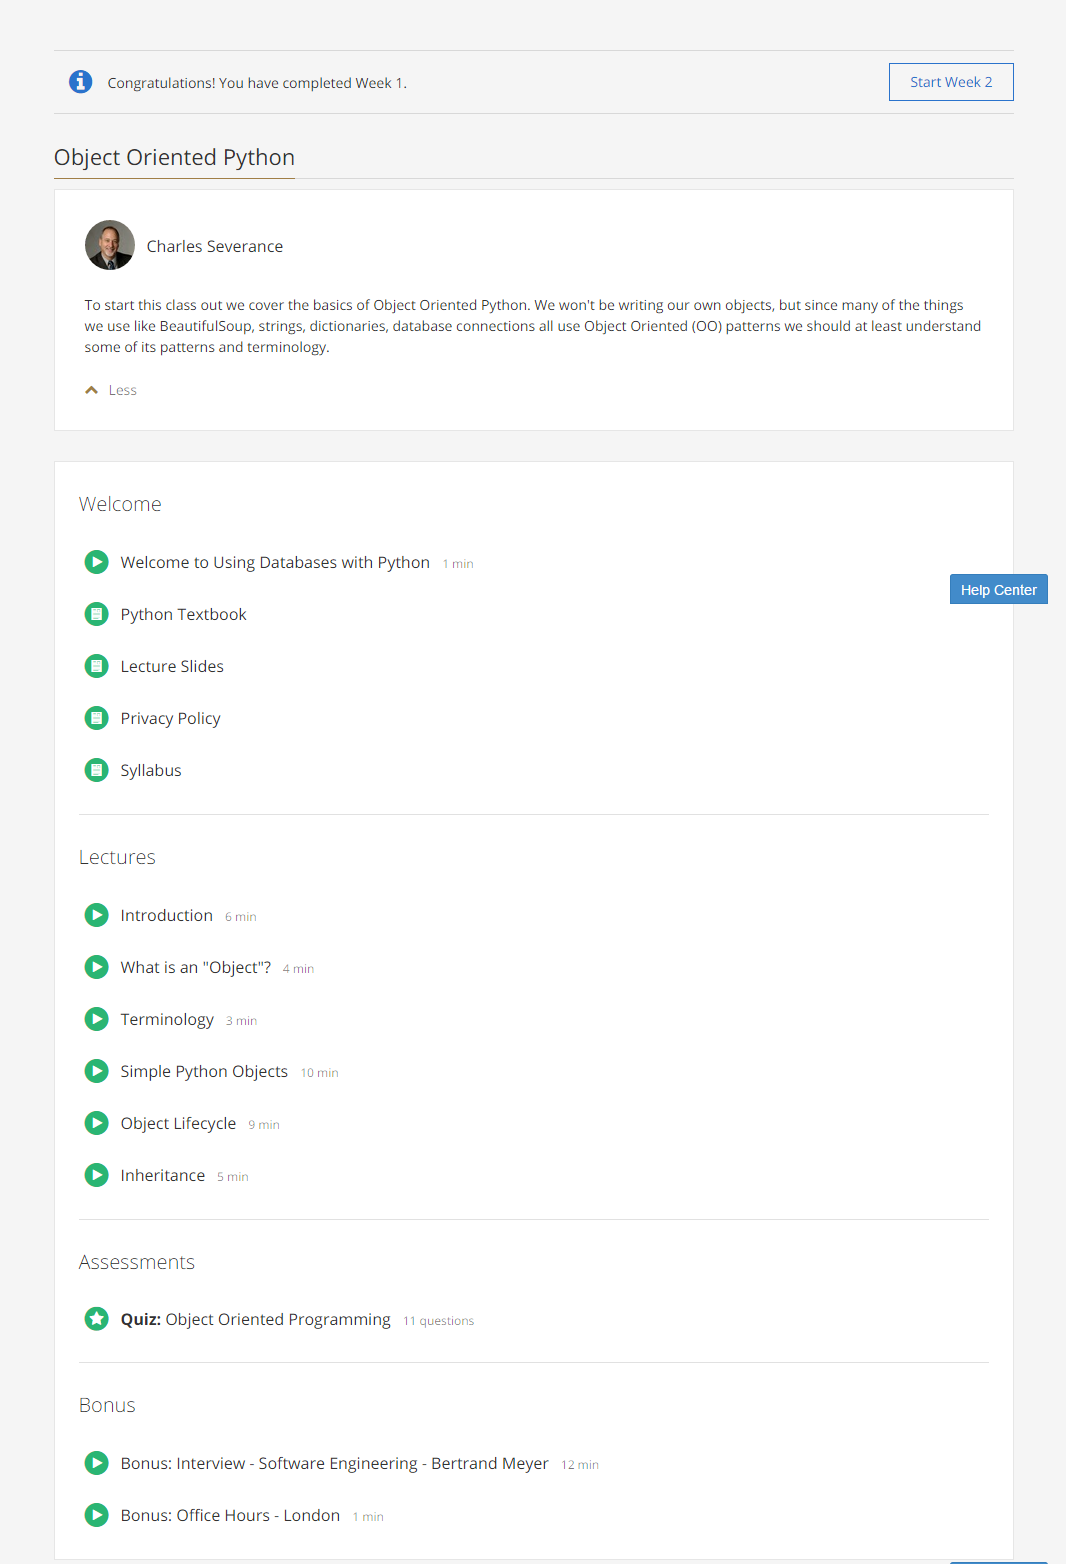 Congratulations! You have completed Week 1.
Start Week 2
Object Oriented Python
Charles Severance
To start this class out we cover the basics of Object Oriented Python. We won't be writing our own objects, but since many of the things
we use like BeautifulSoup, strings, dictionaries, database connections all use Object Oriented (OO) patterns we should at least understand
some of its patterns and terminology.
Less
Welcome
Welcome to Using Databases with Python 1 min
Help Center
Python Textbook
Lecture Slides
Privacy Policy
Syllabus
Lectures
Introduction 6 min
What is an "Object"? 4 min
Terminology 3 min
Simple Python Objects 10 min
Object Lifecycle 9 min
Inheritance 5 min
Assessments
Quiz: Object Oriented Programming 11 questions
Bonus
Bonus: Interview - Software Engineering - Bertrand Meyer 12 min
Bonus: Office Hours - London 1 min